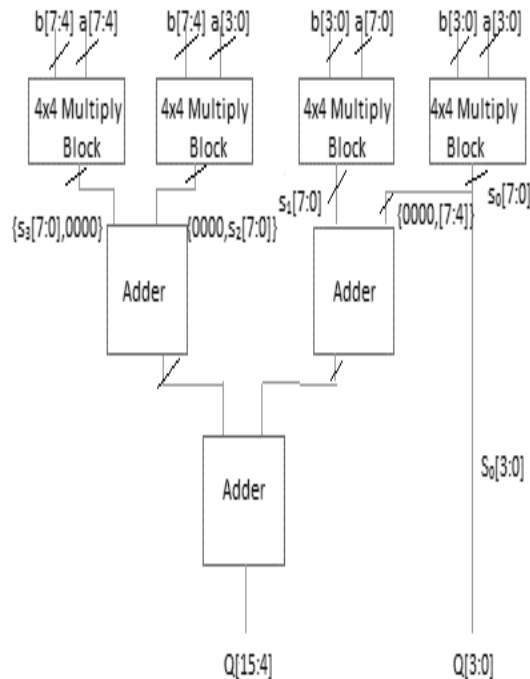 b[7:4] a[7:4]
b[7:4] a[3:0]
b[3:0] a[7:0]
b[3:0] a[3:0]
4x4 Multiply
Block
4x4 Multiply
Block
4x4 Multiply
Block
4x4 Multiply
Block
s₁[7:0]
s₀[7:0]
{s₃[7:0],0000}
{0000,s₂[7:0]}
{0000,[7:4]}
Adder
Adder
Adder
S₀[3:0]
Q[15:4]
Q[3:0]